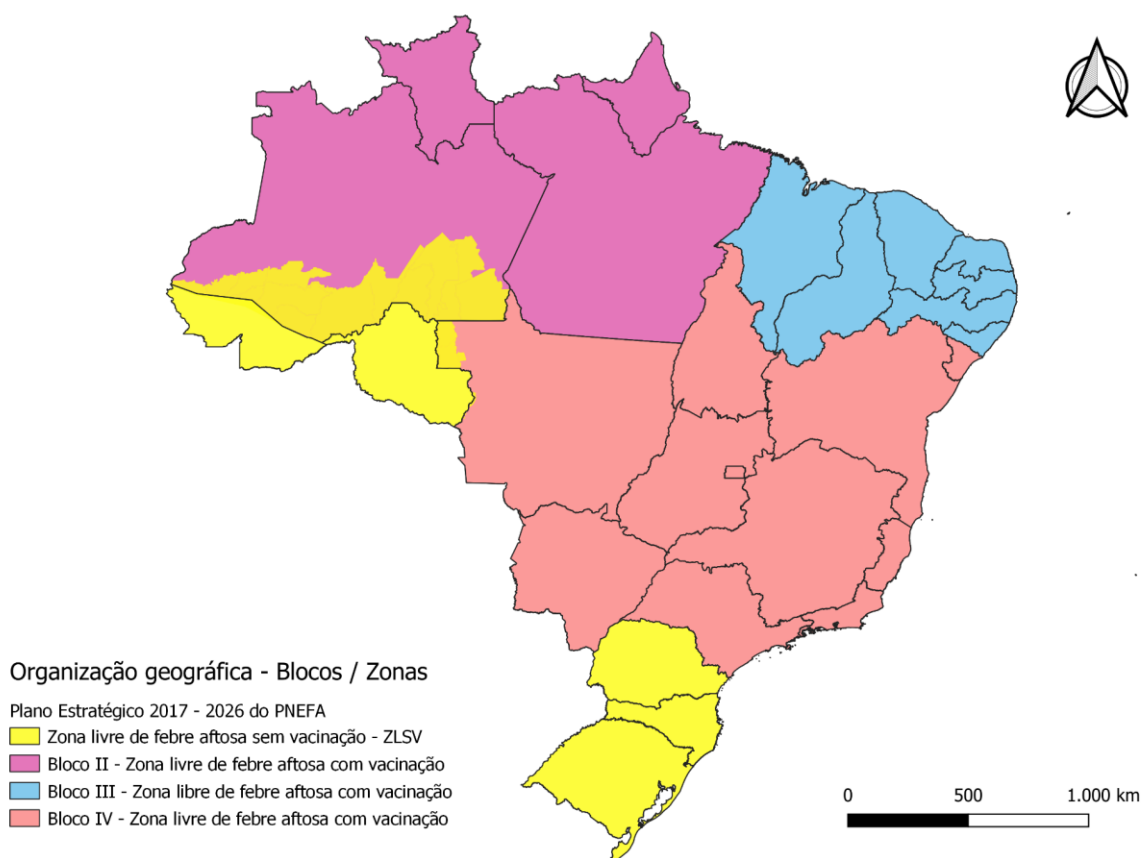 Organização geográfica - Blocos / Zonas
Plano Estratégico 2017 - 2026 do PNEFA
Zona livre de febre aftosa sem vacinação - ZLSV
Bloco II - Zona livre de febre aftosa com vacinação
Bloco III - Zona libre de febre aftosa com vacinação
Bloco IV - Zona livre de febre aftosa com vacinação
0 500 1.000 km